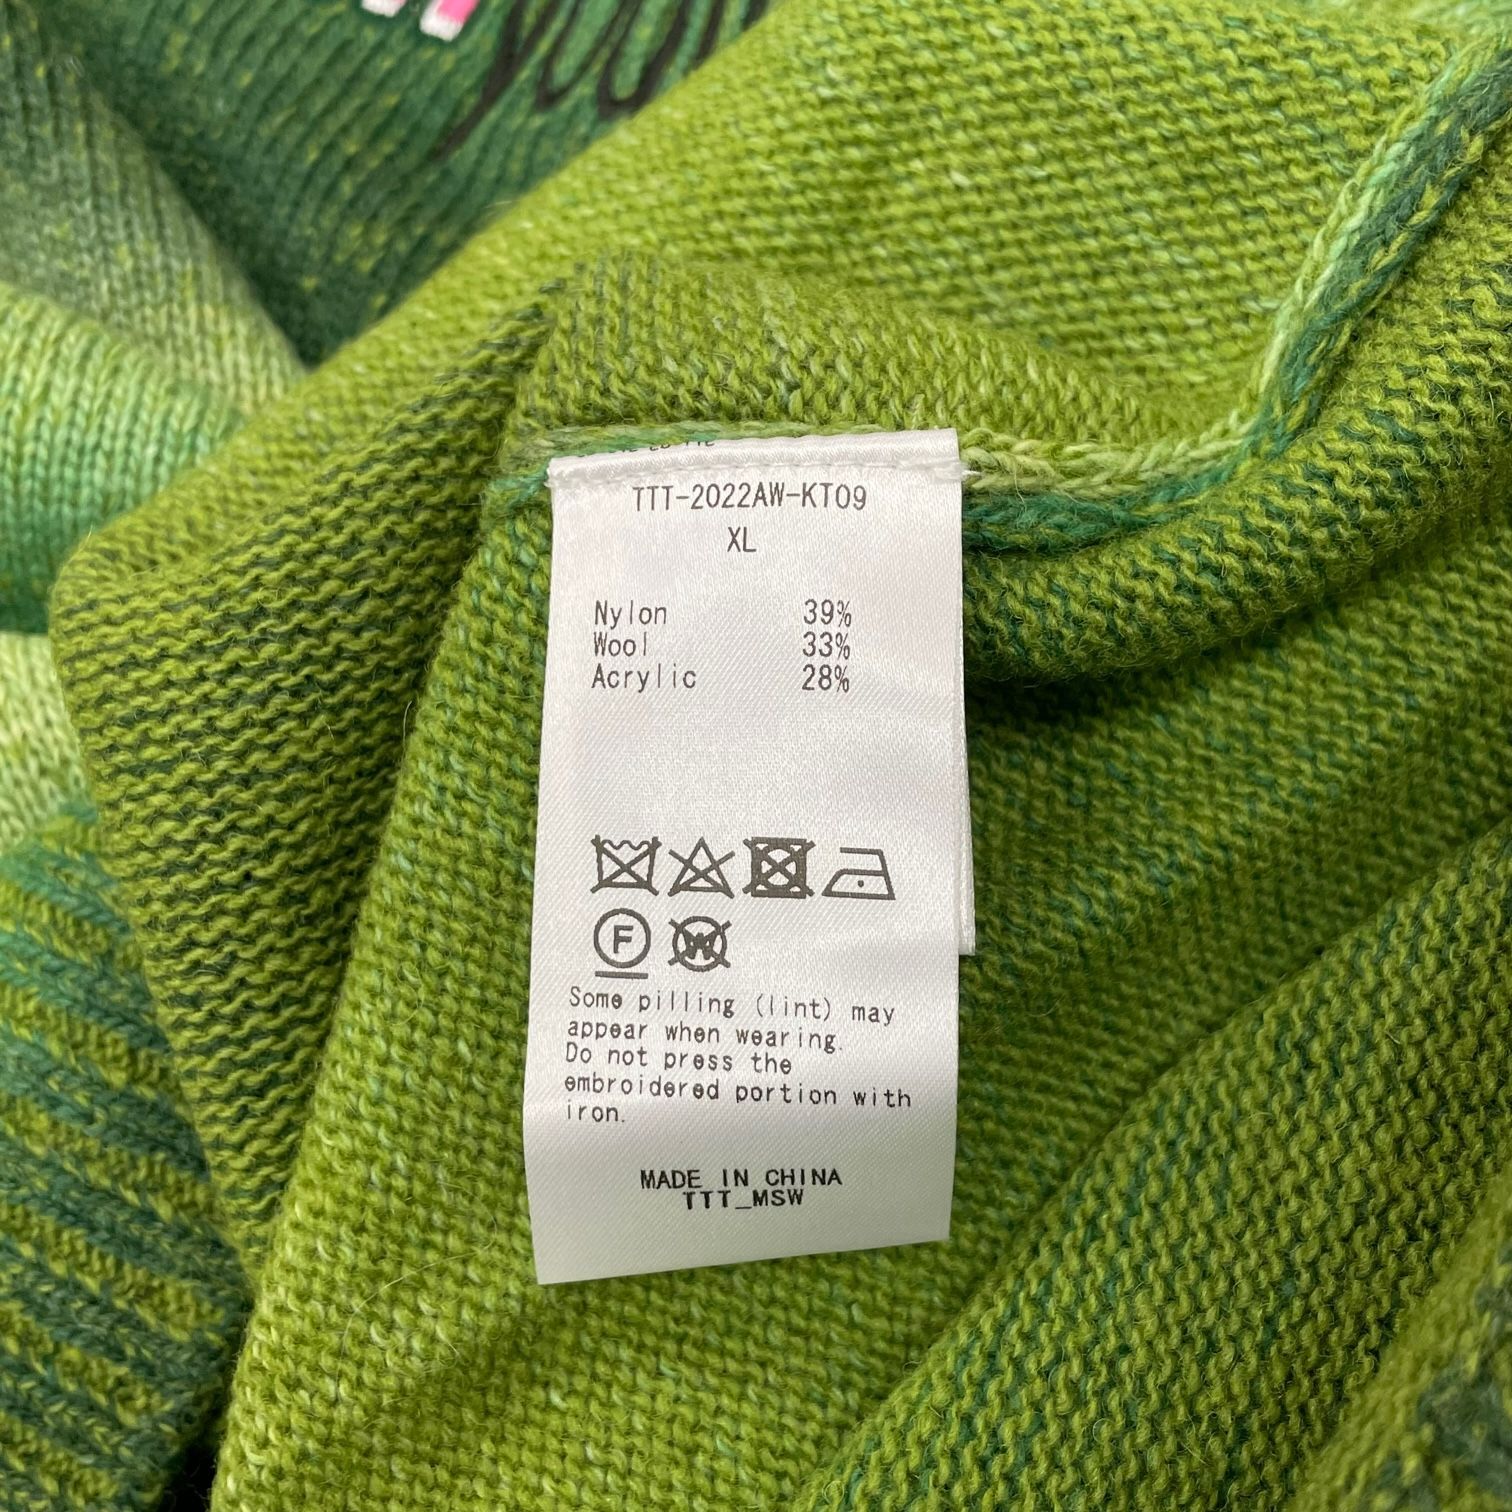 TTT-2022AW-KT09
XL
Nylon 39%
Wool 33%
Acrylic 28%
F W
Some pilling (lint) may
appear when wearing.
Do not press the
embroidered portion with
iron.
MADE IN CHINA
TTT_MSW